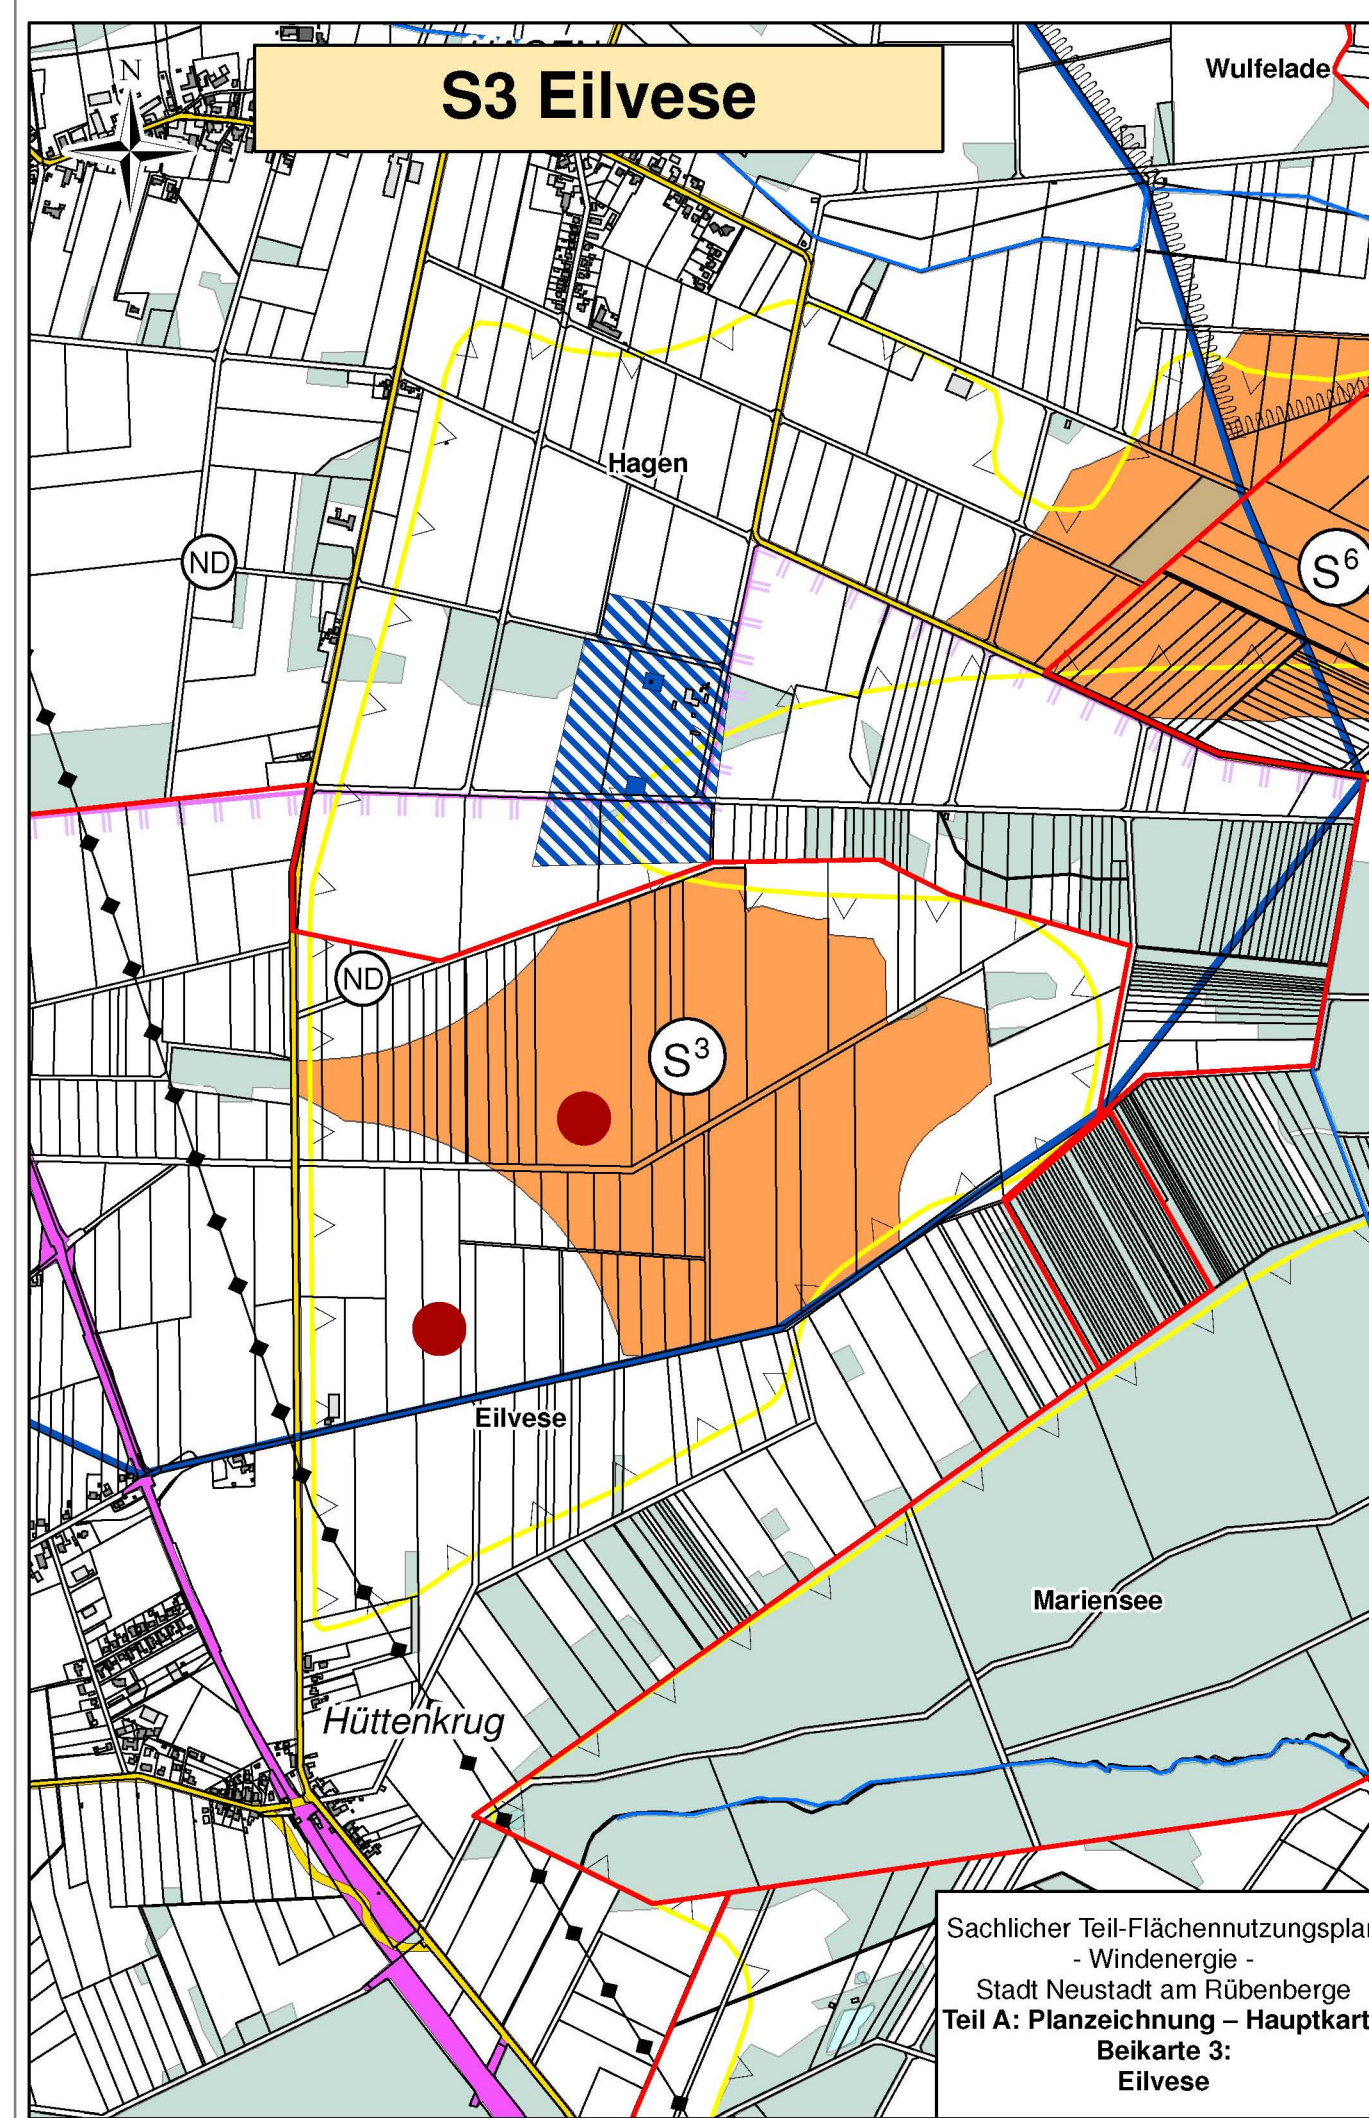 N
S3 Eilvese
Wulfelade
Hagen
ND
S6
ND
S3
Eilvese
Mariensee
Hüttenkrug
Sachlicher Teil-Flächennutzungsplan
- Windenergie -
Stadt Neustadt am Rübenberge
Teil A: Planzeichnung – Hauptkart
Beikarte 3:
Eilvese